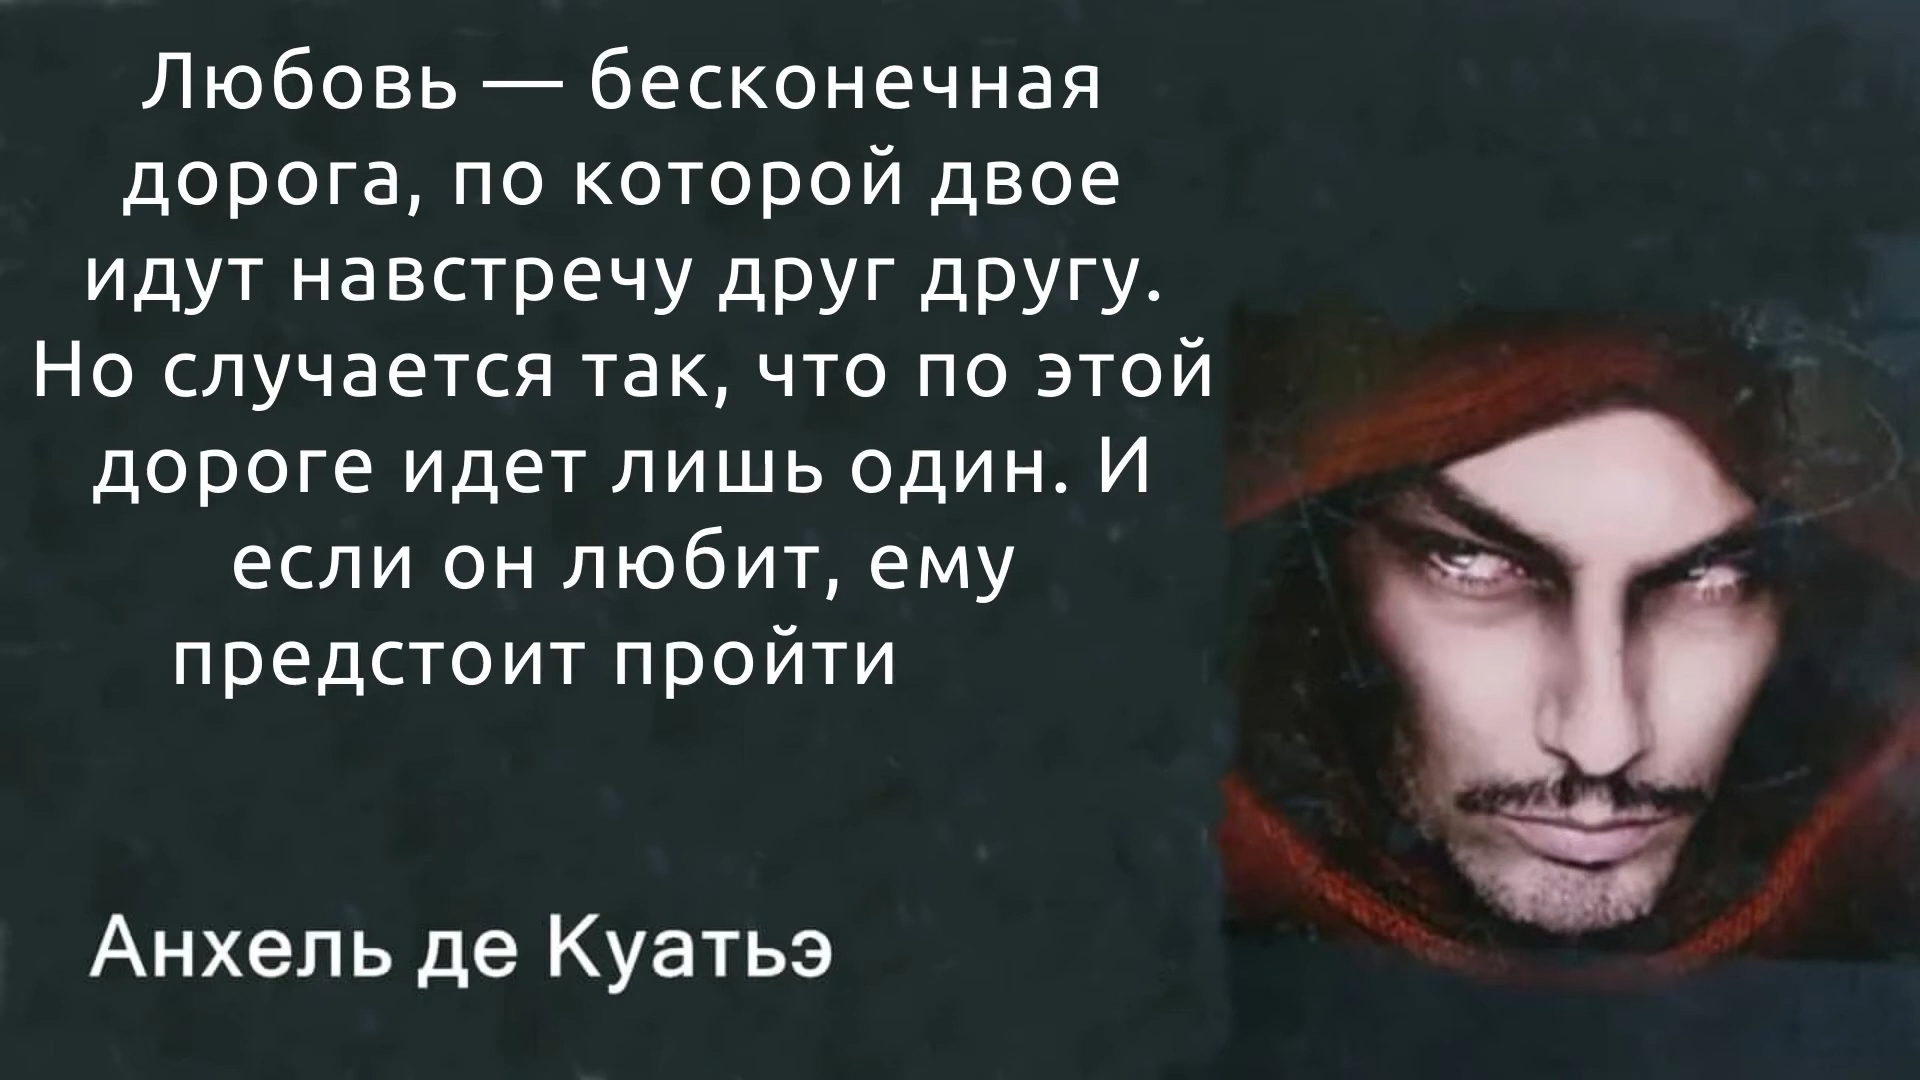 Любовь — бесконечная
дорога, по которой двое
идут навстречу друг другу.
Но случается так, что по этой
дороге идет лишь один. И
если он любит, ему
предстоит пройти
Анхель де Куатьэ